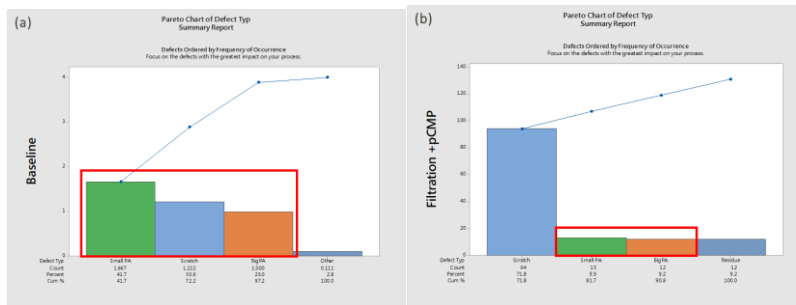 (a)
Pareto Chart of Defect Typ
Summary Report
Defects Ordered by Frequency of Occurrence
Focus on the defects with the greatest impact on your process.
4
3
2
1
0
Baseline
Defect Typ Small PA Scratch Big PA Other
Count 1.667 1.222 1.000 0.111
Percent 41.7 30.6 25.0 2.8
Cum % 41.7 72.2 97.2 100.0
(b)
Pareto Chart of Defect Typ
Summary Report
Defects Ordered by Frequency of Occurrence
Focus on the defects with the greatest impact on your process.
140
120
100
80
60
40
20
0
Filtration +pCMP
Defect Typ Scratch Small PA Big PA Residue
Count 94 13 12 12
Percent 71.8 9.9 9.2 9.2
Cum % 71.8 81.7 90.8 100.0